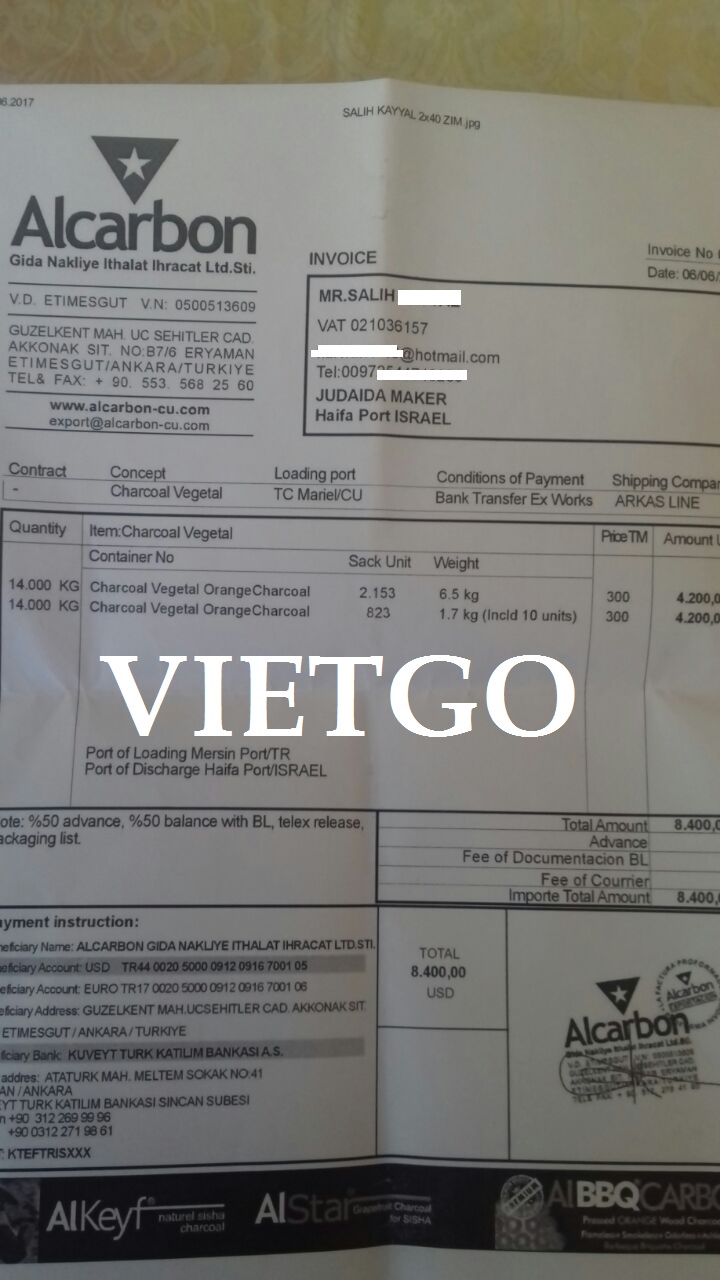 06.2017
SALIH KAYYAL 2x40 ZIM.jpg
Alcarbon
Gida Nakliye Ithalat Ihracat Ltd.Sti.
V.D. ETIMESGUT V.N: 0500513609
GUZELKENT MAH. UC SEHITLER CAD.
AKKONAK SIT. NO:B7/6 ERYAMAN
ETIMESGUT/ANKARA/TURKIYE
TEL& FAX: + 90. 553. 568 25 60
www.alcarbon-cu.com
export@alcarbon-cu.com
INVOICE
Invoice No
Date: 06/06/
MR.SALIH
VAT 021036157
@hotmail.com
Tel:0097
JUDAIDA MAKER
Haifa Port ISRAEL
Contract Concept Loading port Conditions of Payment Shipping Compan
- Charcoal Vegetal TC Mariel/CU Bank Transfer Ex Works ARKAS LINE
Quantity Item:Charcoal Vegetal PriceTM Amount U
Container No Sack Unit Weight
14.000 KG Charcoal Vegetal OrangeCharcoal 2.153 6.5 kg 300 4.200,0
14.000 KG Charcoal Vegetal OrangeCharcoal 823 1.7 kg (Incld 10 units) 300 4.200,0
VIETGO
Port of Loading Mersin Port/TR
Port of Discharge Haifa Port/ISRAEL
ote: %50 advance, %50 balance with BL, telex release,
ackaging list.
Total Amount 8.400,0
Advance
Fee of Documentacion BL
Fee of Courrier
Importe Total Amount 8.400,
ayment instruction:
eficiary Name: ALCARBON GIDA NAKLIYE ITHALAT IHRACAT LTD.STI.
eficiary Account: USD TR44 0020 5000 0912 0916 7001 05
eficiary Account: EURO TR17 0020 5000 0912 0916 7001 06
eficiary Address: GUZELKENT MAH.UCSEHITLER CAD. AKKONAK SIT.
ETIMESGUT / ANKARA / TURKIYE
ficiary Bank: KUVEYT TURK KATILIM BANKASI A.S.
addres: ATATURK MAH. MELTEM SOKAK NO:41
AN / ANKARA
EYT TURK KATILIM BANKASI SINCAN SUBESI
n +90 312 269 99 96
+90 0312 271 98 61
T: KTEFTRISXXX
TOTAL
8.400,00
USD
Alcarbon
Alcarbon
AlKeyf naturel sisha
charcoal
AlStar Grapefruit Charcoal
for SISHA
AlBBQCARBO
Pressed ORANGE Wood Charco